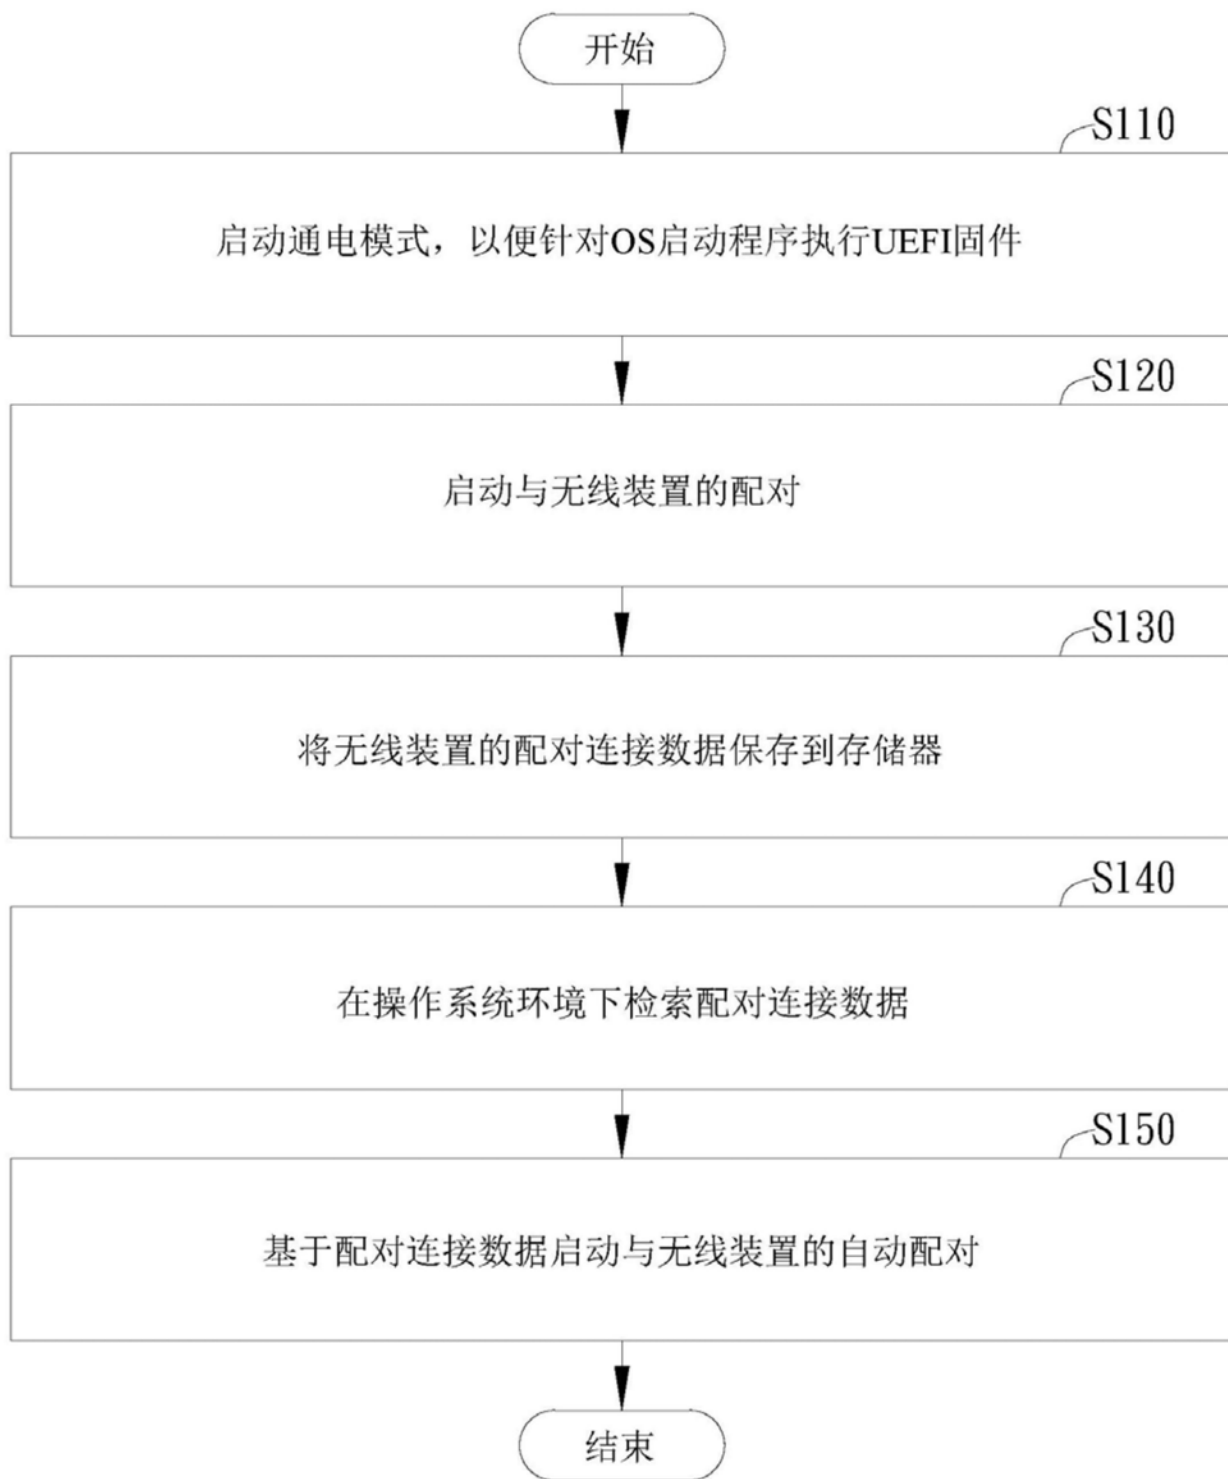 开始
S110
启动通电模式，以便针对OS启动程序执行UEFI固件
S120
启动与无线装置的配对
S130
将无线装置的配对连接数据保存到存储器
S140
在操作系统环境下检索配对连接数据
S150
基于配对连接数据启动与无线装置的自动配对
结束